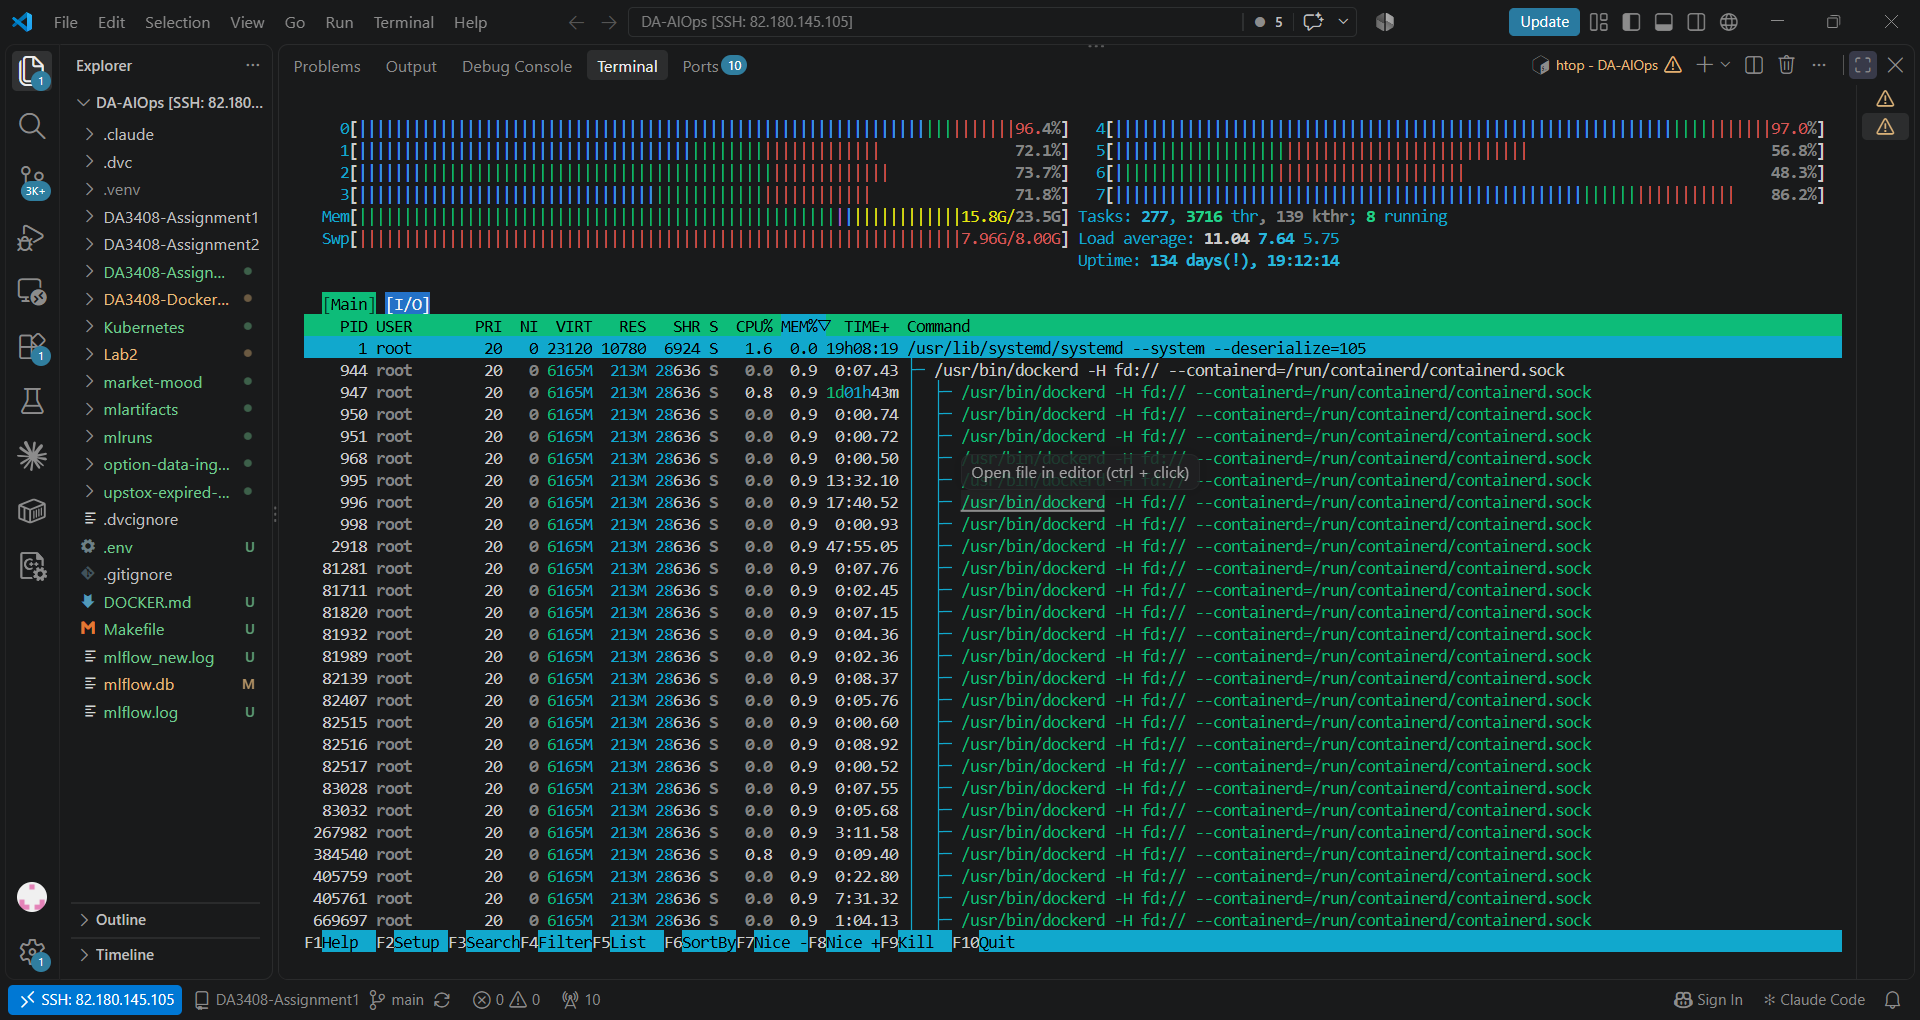 File Edit Selection View Go Run Terminal Help
DA-AIOps [SSH: 82.180.145.105]
5
Update
Explorer
DA-AIOps [SSH: 82.180...
.claude
.dvc
.venv
DA3408-Assignment1
DA3408-Assignment2
DA3408-Assign...
DA3408-Docker...
Kubernetes
Lab2
market-mood
mlartifacts
mlruns
option-data-ing...
upstox-expired-...
.dvcignore
.env U
.gitignore
DOCKER.md U
Makefile U
mlflow_new.log U
mlflow.db M
mlflow.log U
Outline
Timeline
1
3K+
1
1
Problems Output Debug Console Terminal Ports 10
htop - DA-AIOps
0[ 96.4%] 4[ 97.0%]
1[ 72.1%] 5[ 56.8%]
2[ 73.7%] 6[ 48.3%]
3[ 71.8%] 7[ 86.2%]
Mem[ 15.8G/23.5G] Tasks: 277, 3716 thr, 139 kthr; 8 running
Swp[ 7.96G/8.00G] Load average: 11.04 7.64 5.75
Uptime: 134 days(!), 19:12:14
[Main] [I/O]
PID USER PRI NI VIRT RES SHR S CPU% MEM%▽ TIME+ Command
1 root 20 0 23120 10780 6924 S 1.6 0.0 19h08:19 /usr/lib/systemd/systemd --system --deserialize=105
944 root 20 0 6165M 213M 28636 S 0.0 0.9 0:07.43 /usr/bin/dockerd -H fd:// --containerd=/run/containerd/containerd.sock
947 root 20 0 6165M 213M 28636 S 0.8 0.9 1d01h43m /usr/bin/dockerd -H fd:// --containerd=/run/containerd/containerd.sock
950 root 20 0 6165M 213M 28636 S 0.0 0.9 0:00.74 /usr/bin/dockerd -H fd:// --containerd=/run/containerd/containerd.sock
951 root 20 0 6165M 213M 28636 S 0.0 0.9 0:00.72 /usr/bin/dockerd -H fd:// --containerd=/run/containerd/containerd.sock
968 root 20 0 6165M 213M 28636 S 0.0 0.9 0:00.50 /usr/bin/dockerd -H fd:// --containerd=/run/containerd/containerd.sock
Open file in editor (ctrl + click)
995 root 20 0 6165M 213M 28636 S 0.0 0.9 13:32.10 /usr/bin/dockerd -H fd:// --containerd=/run/containerd/containerd.sock
996 root 20 0 6165M 213M 28636 S 0.0 0.9 17:40.52 /usr/bin/dockerd -H fd:// --containerd=/run/containerd/containerd.sock
998 root 20 0 6165M 213M 28636 S 0.0 0.9 0:00.93 /usr/bin/dockerd -H fd:// --containerd=/run/containerd/containerd.sock
2918 root 20 0 6165M 213M 28636 S 0.0 0.9 47:55.05 /usr/bin/dockerd -H fd:// --containerd=/run/containerd/containerd.sock
81281 root 20 0 6165M 213M 28636 S 0.0 0.9 0:07.76 /usr/bin/dockerd -H fd:// --containerd=/run/containerd/containerd.sock
81711 root 20 0 6165M 213M 28636 S 0.0 0.9 0:02.45 /usr/bin/dockerd -H fd:// --containerd=/run/containerd/containerd.sock
81820 root 20 0 6165M 213M 28636 S 0.0 0.9 0:07.15 /usr/bin/dockerd -H fd:// --containerd=/run/containerd/containerd.sock
81932 root 20 0 6165M 213M 28636 S 0.0 0.9 0:04.36 /usr/bin/dockerd -H fd:// --containerd=/run/containerd/containerd.sock
81989 root 20 0 6165M 213M 28636 S 0.0 0.9 0:02.36 /usr/bin/dockerd -H fd:// --containerd=/run/containerd/containerd.sock
82139 root 20 0 6165M 213M 28636 S 0.0 0.9 0:08.37 /usr/bin/dockerd -H fd:// --containerd=/run/containerd/containerd.sock
82407 root 20 0 6165M 213M 28636 S 0.0 0.9 0:05.76 /usr/bin/dockerd -H fd:// --containerd=/run/containerd/containerd.sock
82515 root 20 0 6165M 213M 28636 S 0.0 0.9 0:00.60 /usr/bin/dockerd -H fd:// --containerd=/run/containerd/containerd.sock
82516 root 20 0 6165M 213M 28636 S 0.0 0.9 0:08.92 /usr/bin/dockerd -H fd:// --containerd=/run/containerd/containerd.sock
82517 root 20 0 6165M 213M 28636 S 0.0 0.9 0:00.52 /usr/bin/dockerd -H fd:// --containerd=/run/containerd/containerd.sock
83028 root 20 0 6165M 213M 28636 S 0.0 0.9 0:07.55 /usr/bin/dockerd -H fd:// --containerd=/run/containerd/containerd.sock
83032 root 20 0 6165M 213M 28636 S 0.0 0.9 0:05.68 /usr/bin/dockerd -H fd:// --containerd=/run/containerd/containerd.sock
267982 root 20 0 6165M 213M 28636 S 0.0 0.9 3:11.58 /usr/bin/dockerd -H fd:// --containerd=/run/containerd/containerd.sock
384540 root 20 0 6165M 213M 28636 S 0.8 0.9 0:09.40 /usr/bin/dockerd -H fd:// --containerd=/run/containerd/containerd.sock
405759 root 20 0 6165M 213M 28636 S 0.0 0.9 0:22.80 /usr/bin/dockerd -H fd:// --containerd=/run/containerd/containerd.sock
405761 root 20 0 6165M 213M 28636 S 0.0 0.9 7:31.32 /usr/bin/dockerd -H fd:// --containerd=/run/containerd/containerd.sock
669697 root 20 0 6165M 213M 28636 S 0.0 0.9 1:04.13 /usr/bin/dockerd -H fd:// --containerd=/run/containerd/containerd.sock
F1Help F2Setup F3SearchF4FilterF5List F6SortByF7Nice -F8Nice +F9Kill F10Quit
SSH: 82.180.145.105 DA3408-Assignment1 main 0 0 10 Sign In Claude Code